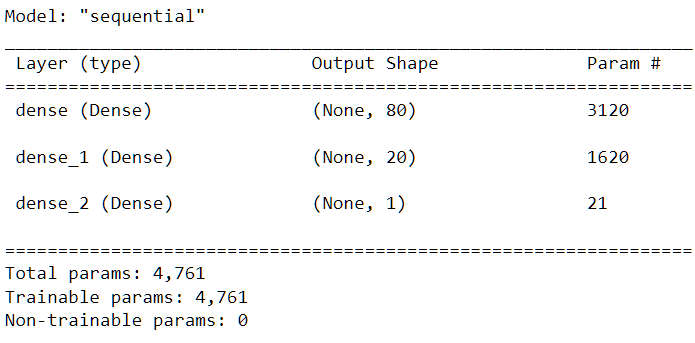 Model: "sequential"
_________________________________________________________________
Layer (type) Output Shape Param #
=================================================================
dense (Dense) (None, 80) 3120
dense_1 (Dense) (None, 20) 1620
dense_2 (Dense) (None, 1) 21
=================================================================
Total params: 4,761
Trainable params: 4,761
Non-trainable params: 0